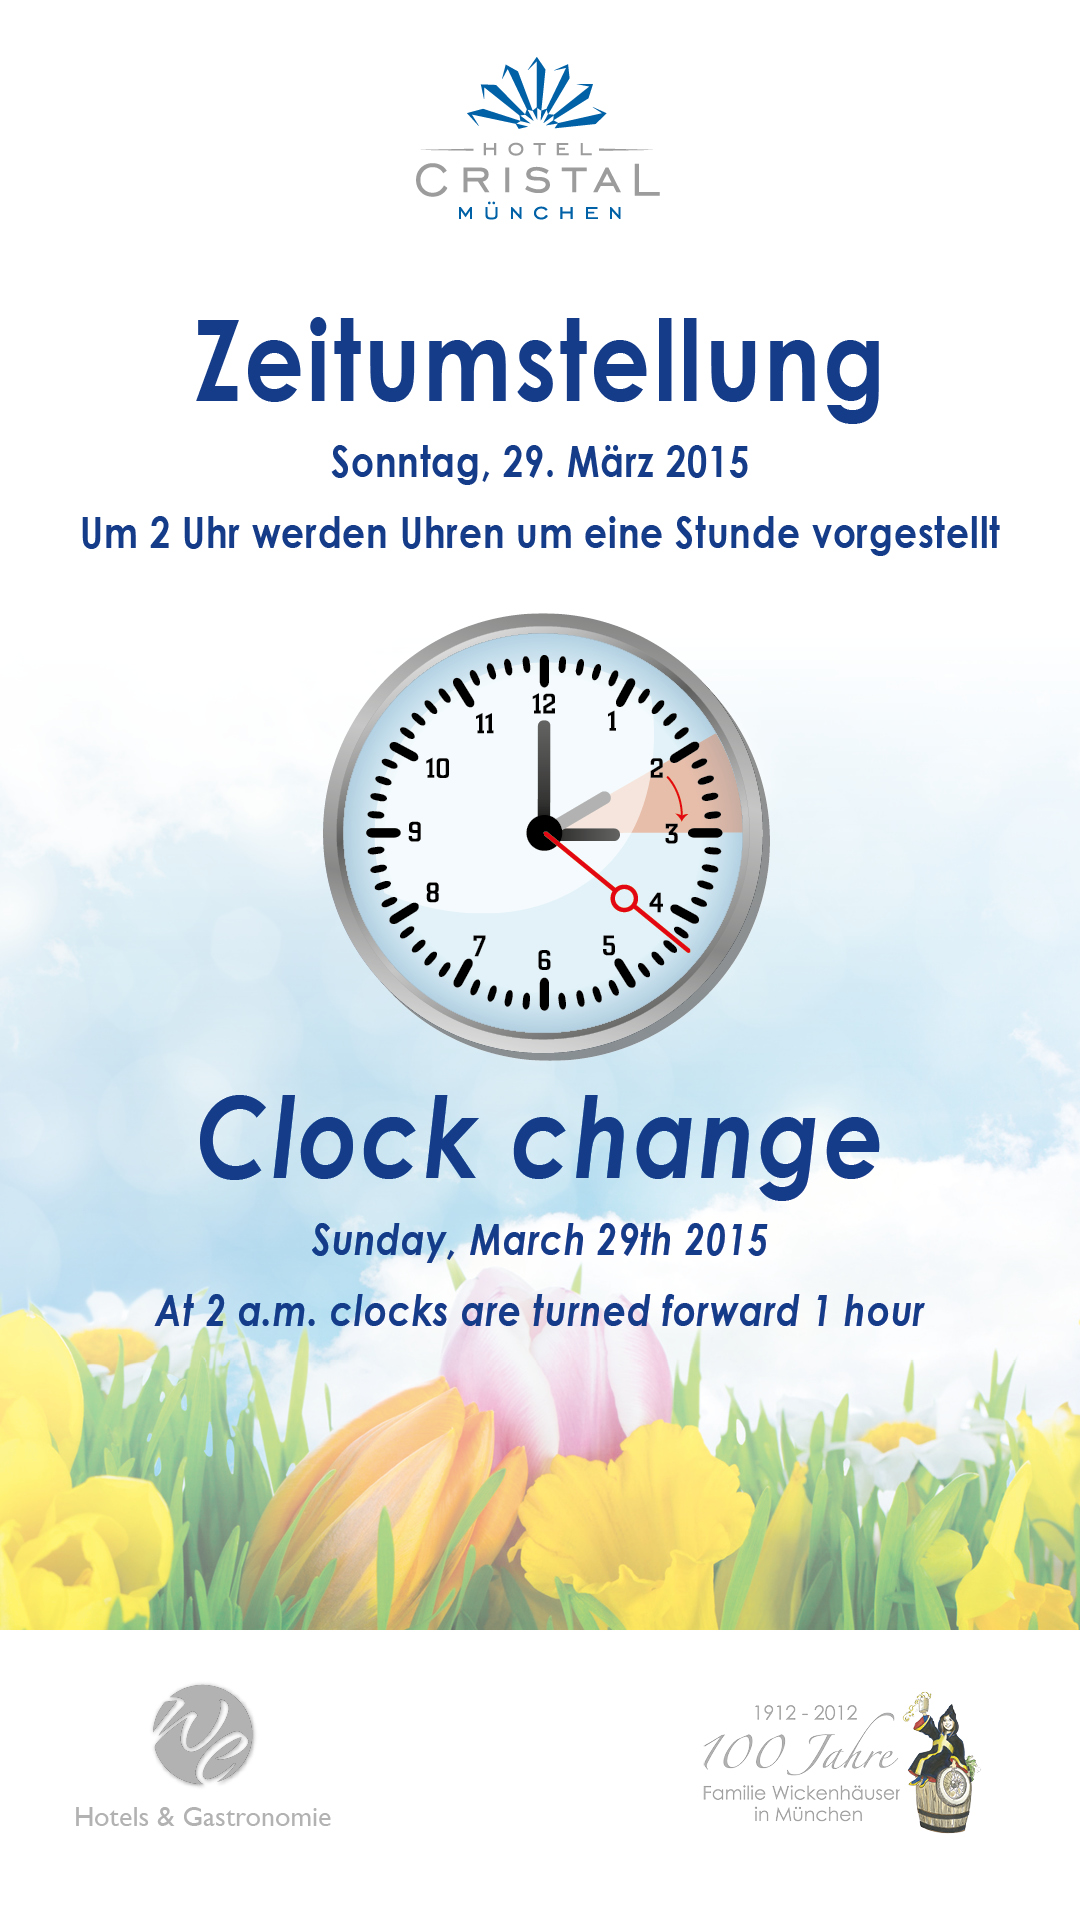 HOTEL
CRISTAL
MÜNCHEN
Zeitumstellung
Sonntag, 29. März 2015
Um 2 Uhr werden Uhren um eine Stunde vorgestellt
12
11 1
10 2
9 3
8 4
7 5
6
Clock change
Sunday, March 29th 2015
At 2 a.m. clocks are turned forward 1 hour
WG
Hotels & Gastronomie
1912 - 2012
100 Jahre
Familie Wickenhäuser
in München